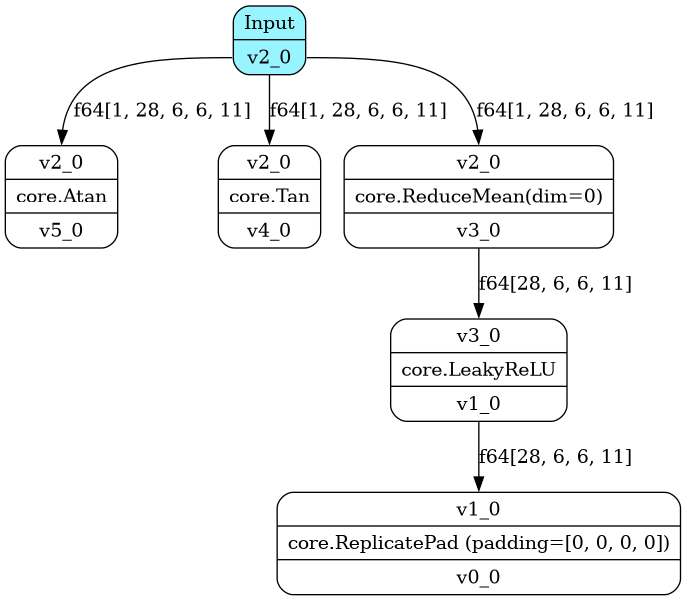 Input
v2_0
f64[1, 28, 6, 6, 11]
f64[1, 28, 6, 6, 11]
f64[1, 28, 6, 6, 11]
v2_0
core.Atan
v5_0
v2_0
core.Tan
v4_0
v2_0
core.ReduceMean(dim=0)
v3_0
f64[28, 6, 6, 11]
v3_0
core.LeakyReLU
v1_0
f64[28, 6, 6, 11]
v1_0
core.ReplicatePad (padding=[0, 0, 0, 0])
v0_0